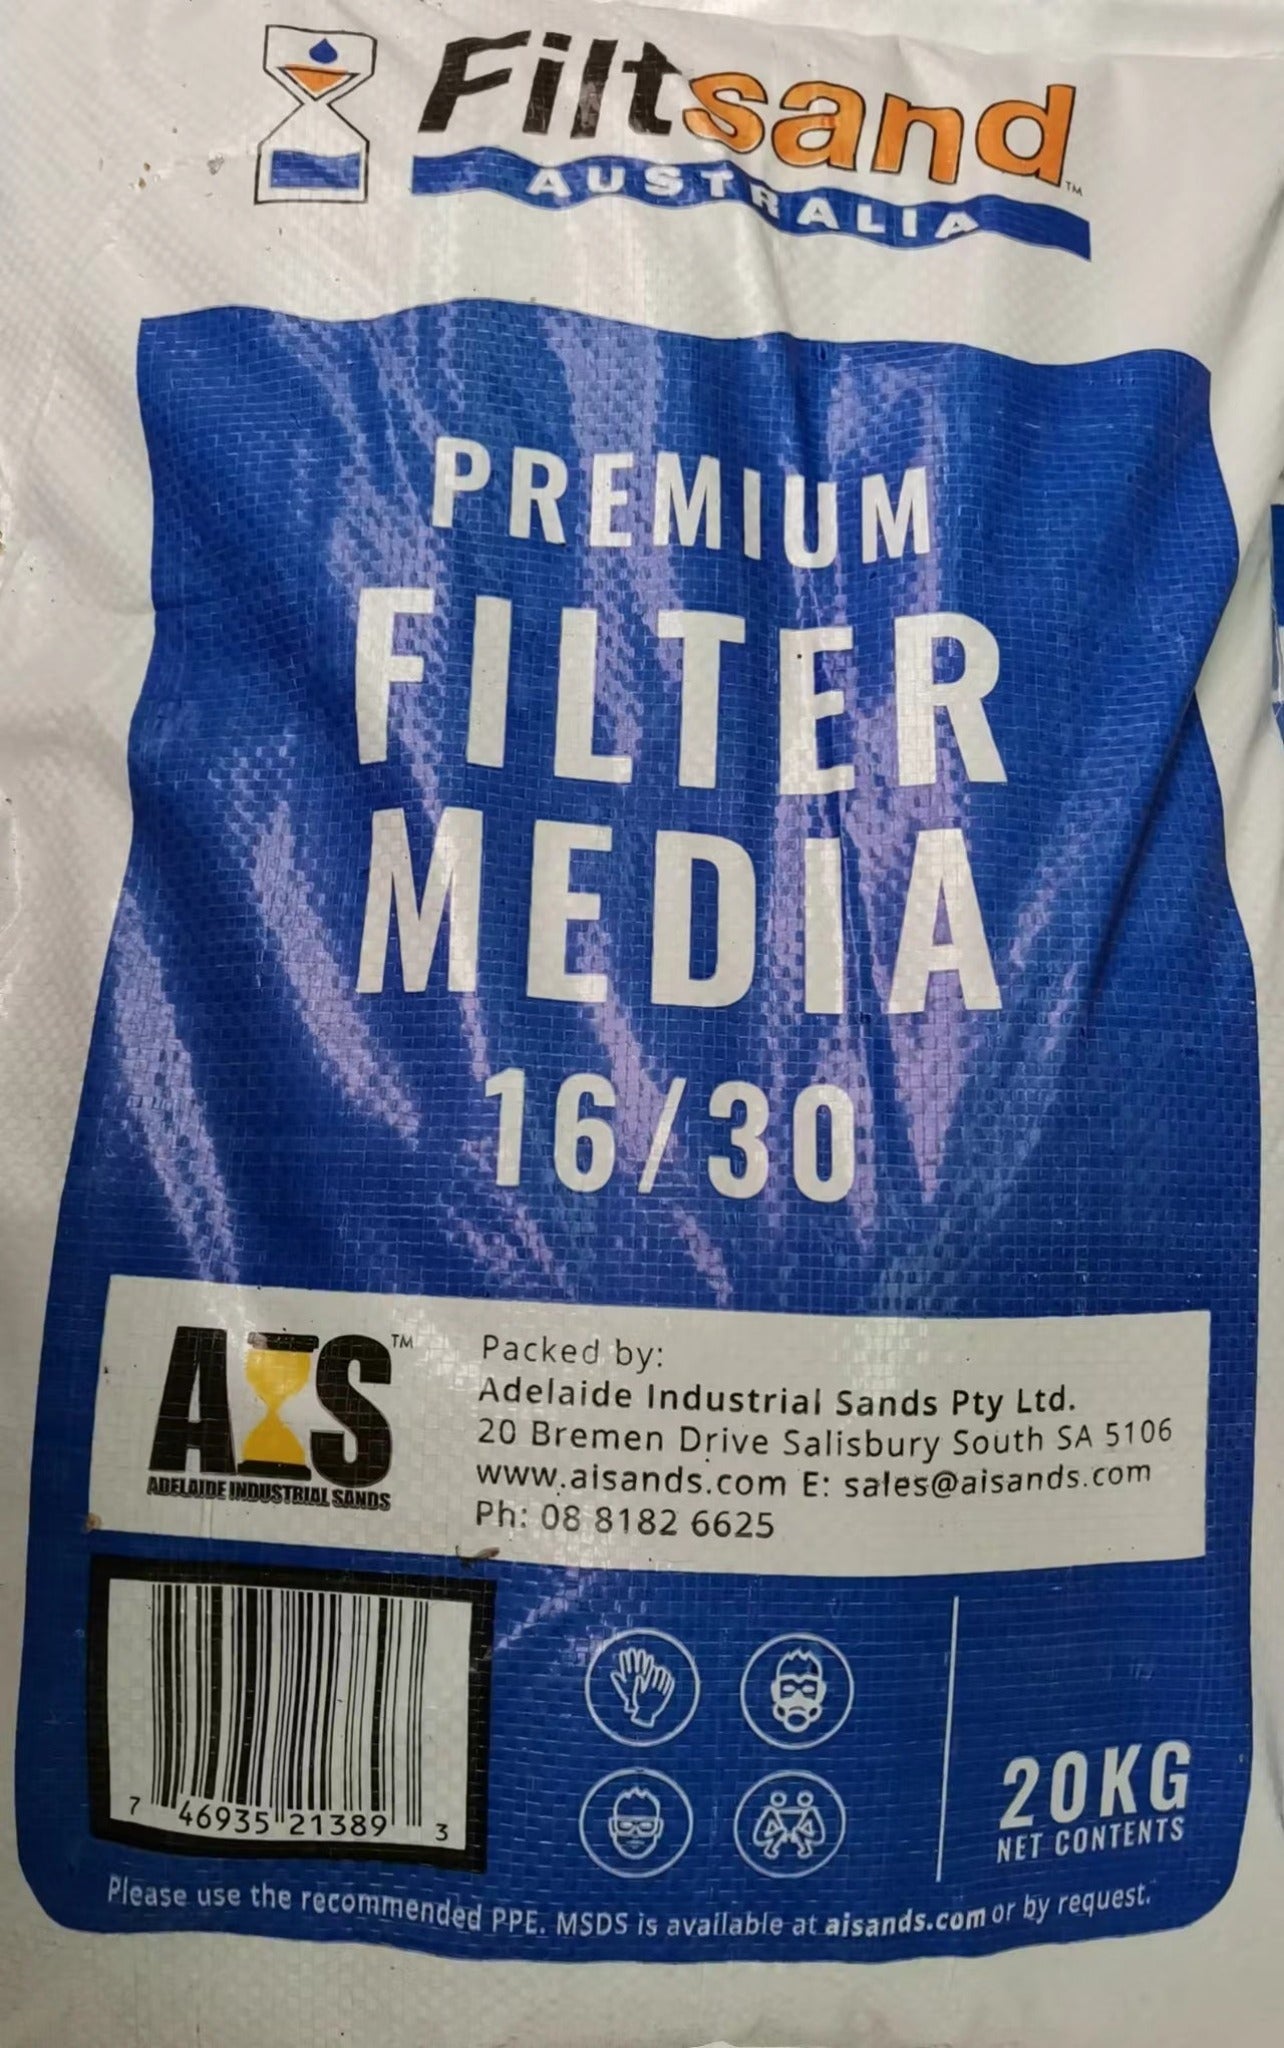 Filtsand™
AUSTRALIA
PREMIUM
FILTER
MEDIA
16/30
AIS™
ADELAIDE INDUSTRIAL SANDS
Packed by:
Adelaide Industrial Sands Pty Ltd.
20 Bremen Drive Salisbury South SA 5106
www.aisands.com E: sales@aisands.com
Ph: 08 8182 6625
7 46935 21389 3
20KG
NET CONTENTS
Please use the recommended PPE. MSDS is available at aisands.com or by request.